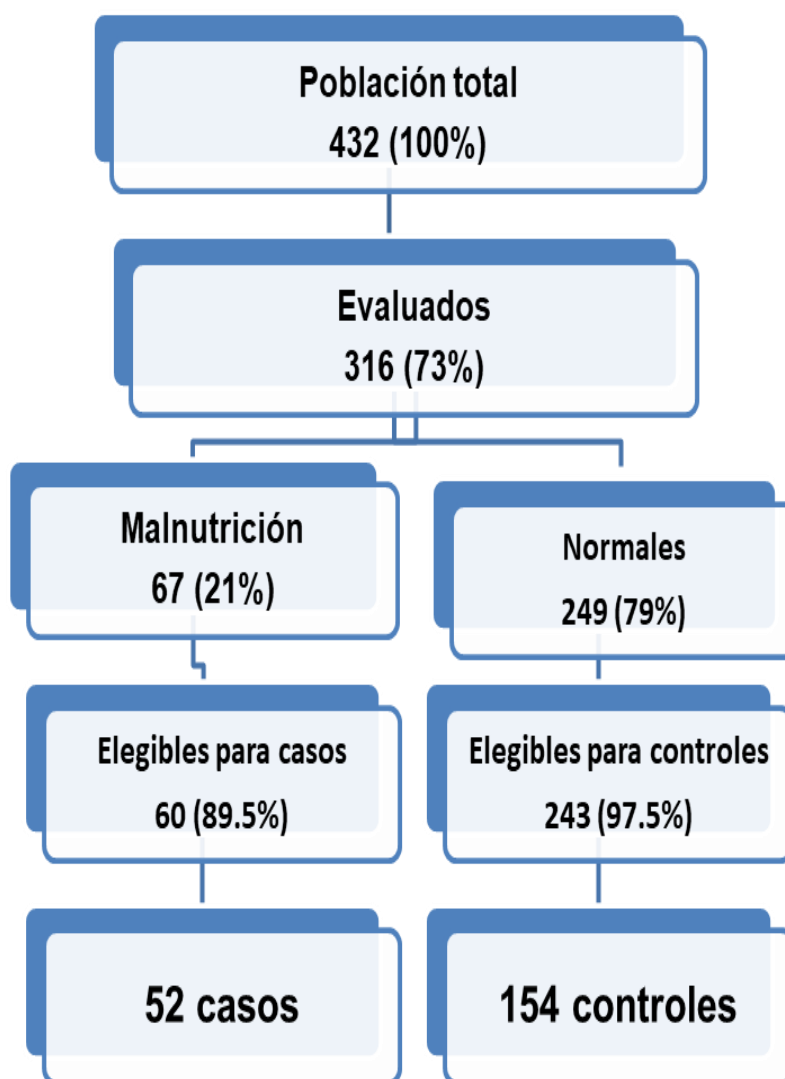 Población total
432 (100%)
Evaluados
316 (73%)
Malnutrición
67 (21%)
Normales
249 (79%)
Elegibles para casos
60 (89.5%)
Elegibles para controles
243 (97.5%)
52 casos
154 controles